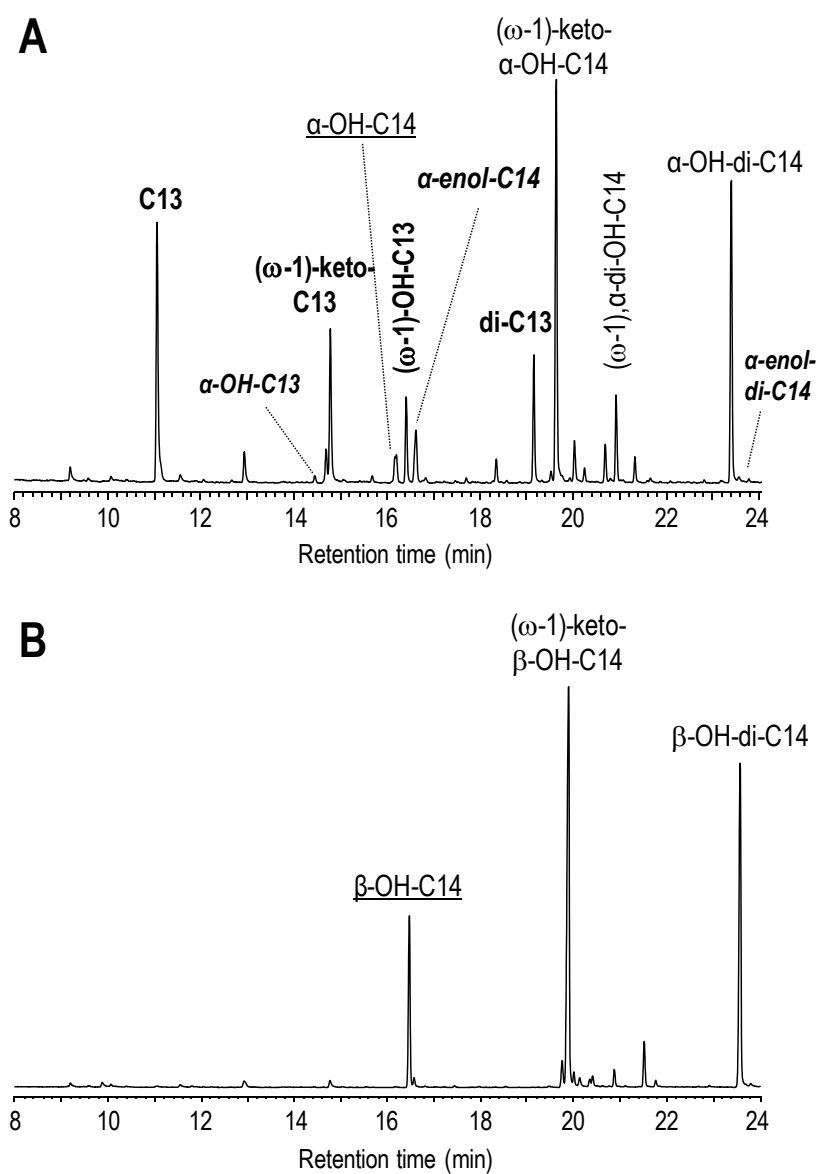 A
(ω-1)-keto-
α-OH-C14
α-OH-C14
α-enol-C14
α-OH-di-C14
C13
(ω-1)-keto-
C13
(ω-1)-OH-C13
di-C13
(ω-1),α-di-OH-C14
α-OH-C13
α-enol-
di-C14
8 10 12 14 16 18 20 22 24
Retention time (min)
B
(ω-1)-keto-
β-OH-C14
β-OH-di-C14
β-OH-C14
8 10 12 14 16 18 20 22 24
Retention time (min)